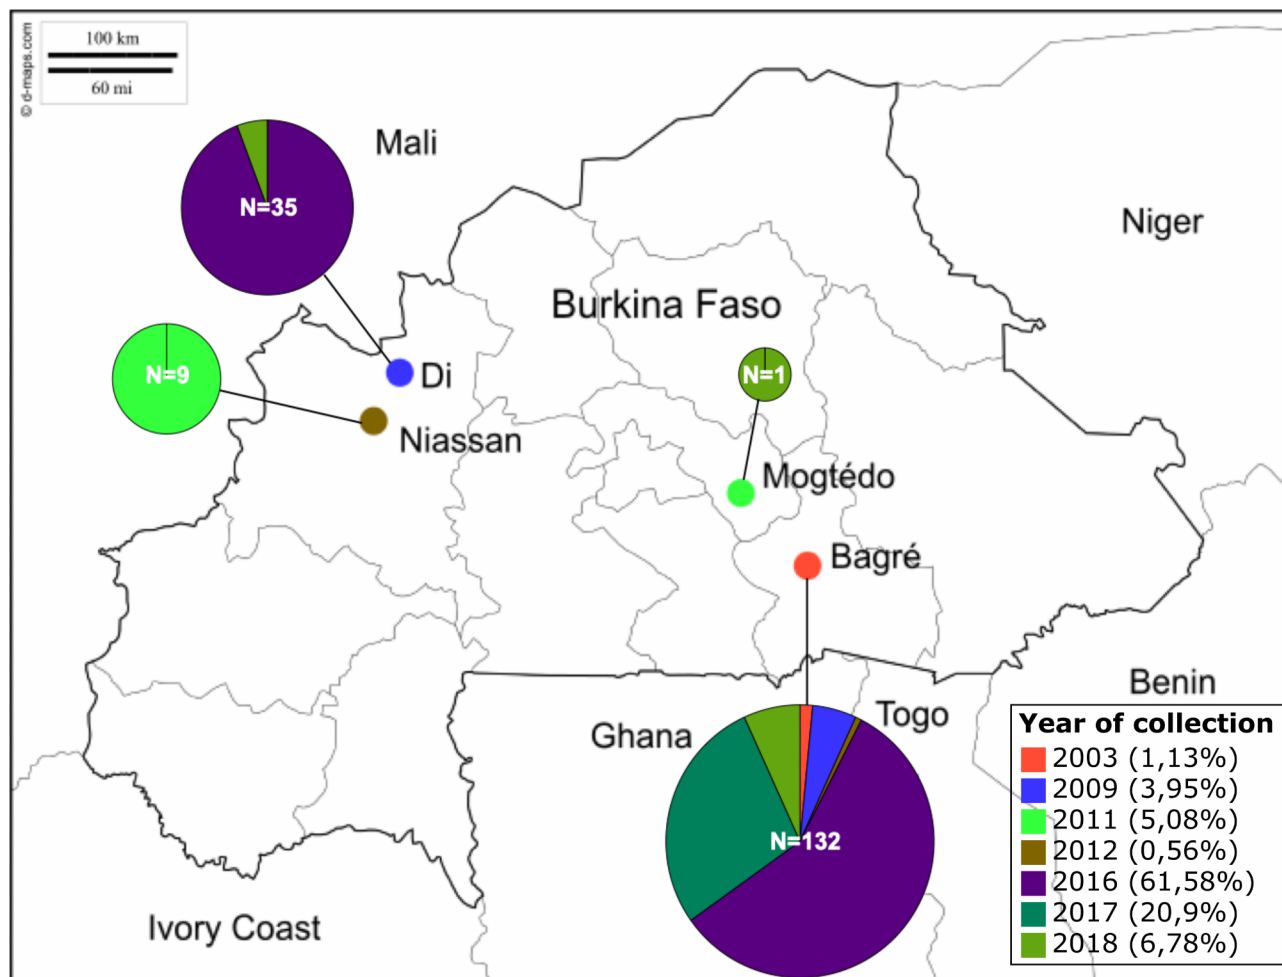 © d-maps.com
100 km
60 mi
Mali
Niger
N=35
Burkina Faso
N=9
Di
N=1
Niassan
Mogtédo
Bagré
Benin
Ghana
Togo
N=132
Ivory Coast
Year of collection
2003 (1,13%)
2009 (3,95%)
2011 (5,08%)
2012 (0,56%)
2016 (61,58%)
2017 (20,9%)
2018 (6,78%)